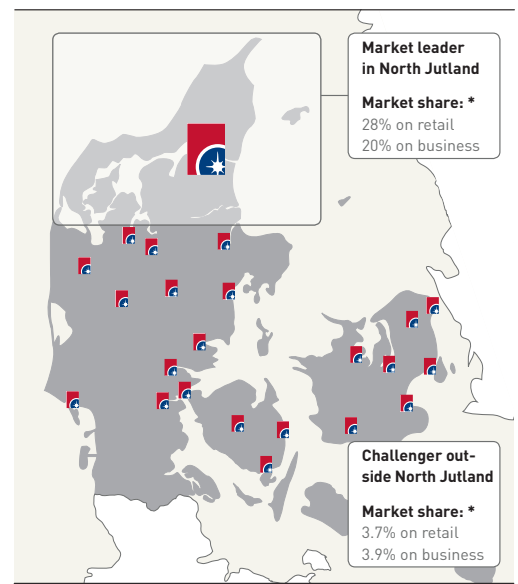 Market leader
in North Jutland
Market share: *
28% on retail
20% on business
Challenger out-
side North Jutland
Market share: *
3.7% on retail
3.9% on business